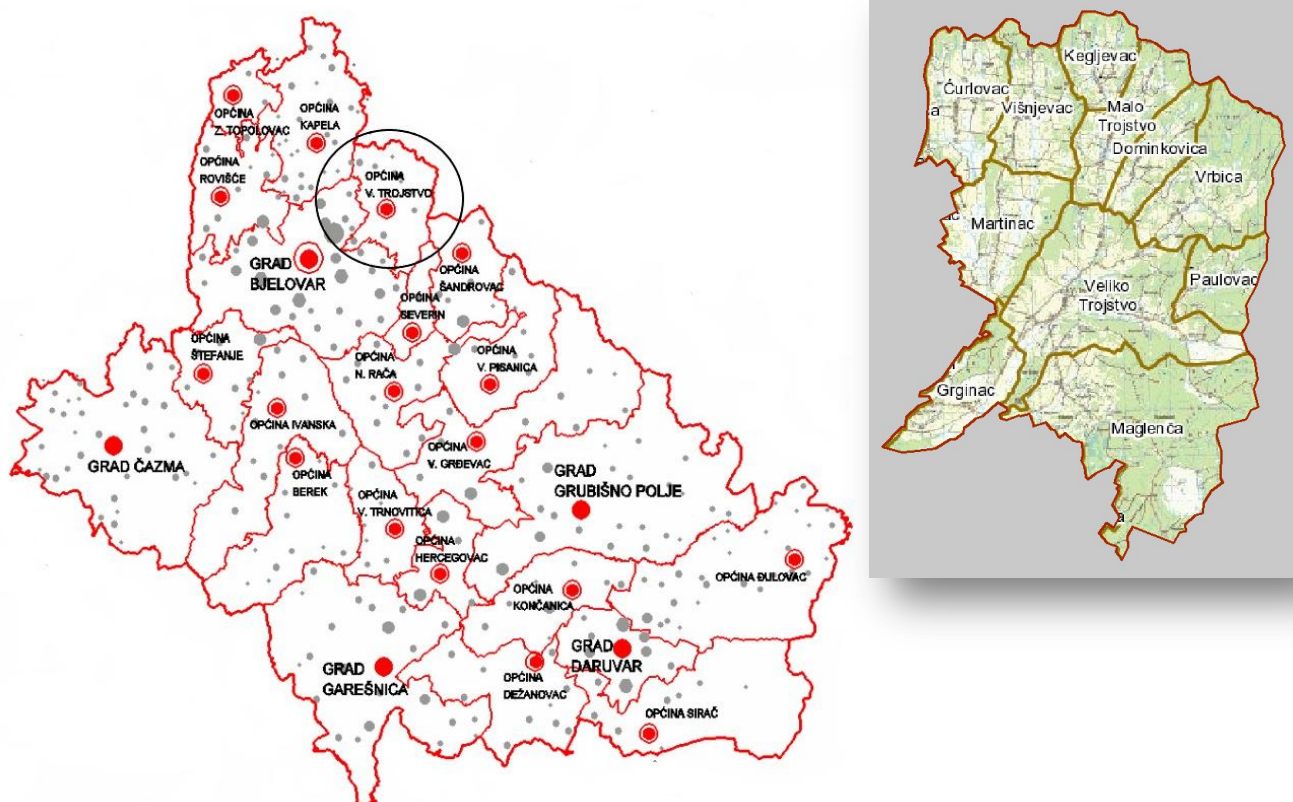 OPĆINA
Z. TOPOLOVAC
OPĆINA
KAPELA
OPĆINA
ROVIŠĆE
OPĆINA
V. TROJSTVO
GRAD
BJELOVAR
OPĆINA
ŠANDROVAC
OPĆINA
SEVERIN
OPĆINA
ŠTEFANJE
OPĆINA
N. RAČA
OPĆINA
V. PISANICA
OPĆINA IVANSKA
GRAD ČAZMA
OPĆINA
BEREK
OPĆINA
V. GRĐEVAC
GRAD
GRUBIŠNO POLJE
OPĆINA
V. TRNOVITICA
OPĆINA
HERCEGOVAC
OPĆINA
KONČANICA
OPĆINA ĐULOVAC
GRAD
GAREŠNICA
OPĆINA
DEŽANOVAC
GRAD
DARUVAR
OPĆINA SIRAČ
Kegljevac
Ćurlovac
Višnjevac
Malo
Trojstvo
Dominkovica
Vrbica
Martinac
Veliko
Trojstvo
Paulovac
Grginac
Maglenča